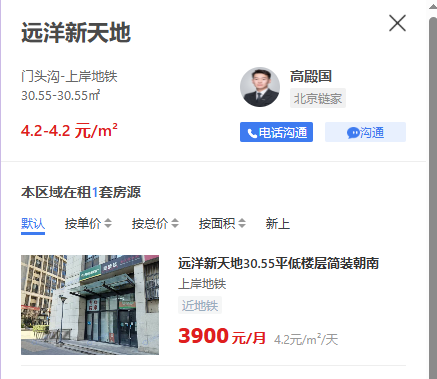 远洋新天地
门头沟-上岸地铁
30.55-30.55㎡
4.2-4.2 元/m²
高殿国
北京链家
电话沟通
沟通
本区域在租1套房源
默认 按单价 按总价 按面积 新上
远洋新天地30.55平低楼层简装朝南
上岸地铁
近地铁
3900元/月 4.2元/m²/天